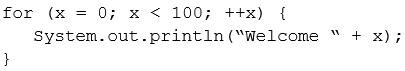 for (x = 0; x < 100; ++x) {
   System.out.println(“Welcome “ + x);
}